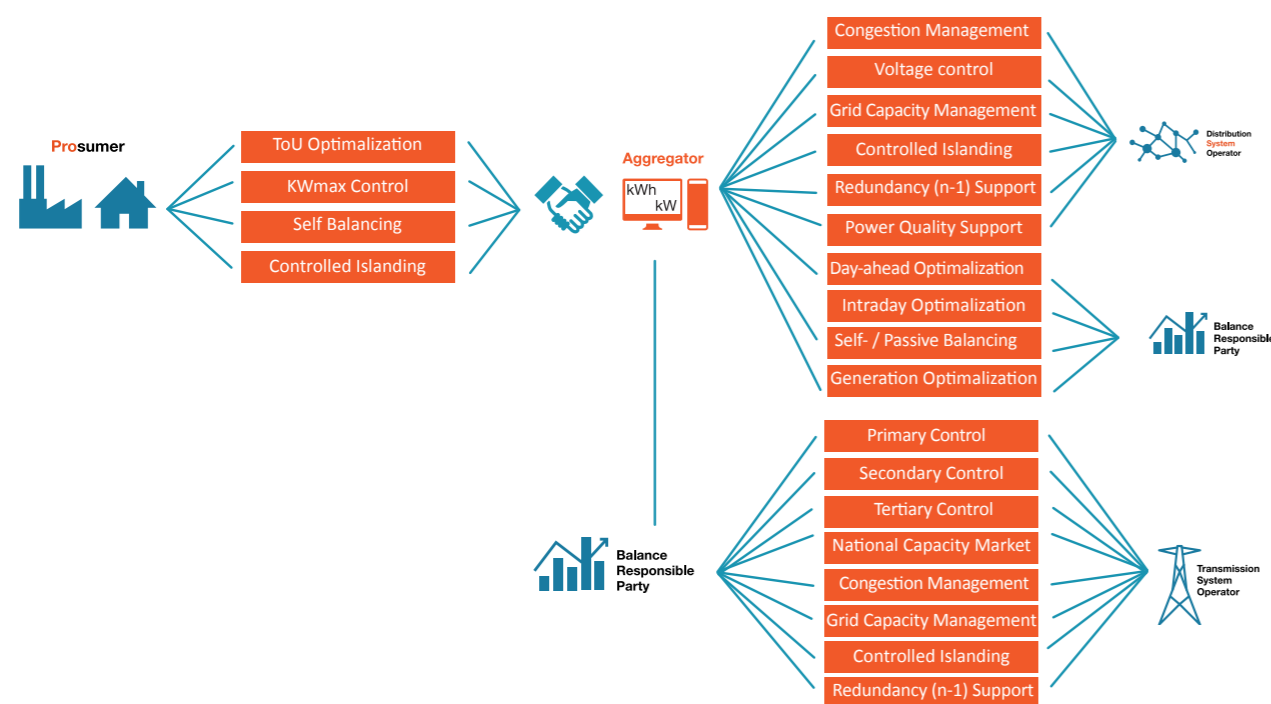 Prosumer
ToU Optimalization
KWmax Control
Self Balancing
Controlled Islanding
Aggregator
kWh
kW
Congestion Management
Voltage control
Grid Capacity Management
Controlled Islanding
Redundancy (n-1) Support
Power Quality Support
Day-ahead Optimalization
Intraday Optimalization
Self- / Passive Balancing
Generation Optimalization
Distribution
System
Operator
Balance
Responsible
Party
Balance
Responsible
Party
Primary Control
Secondary Control
Tertiary Control
National Capacity Market
Congestion Management
Grid Capacity Management
Controlled Islanding
Redundancy (n-1) Support
Transmission
System
Operator